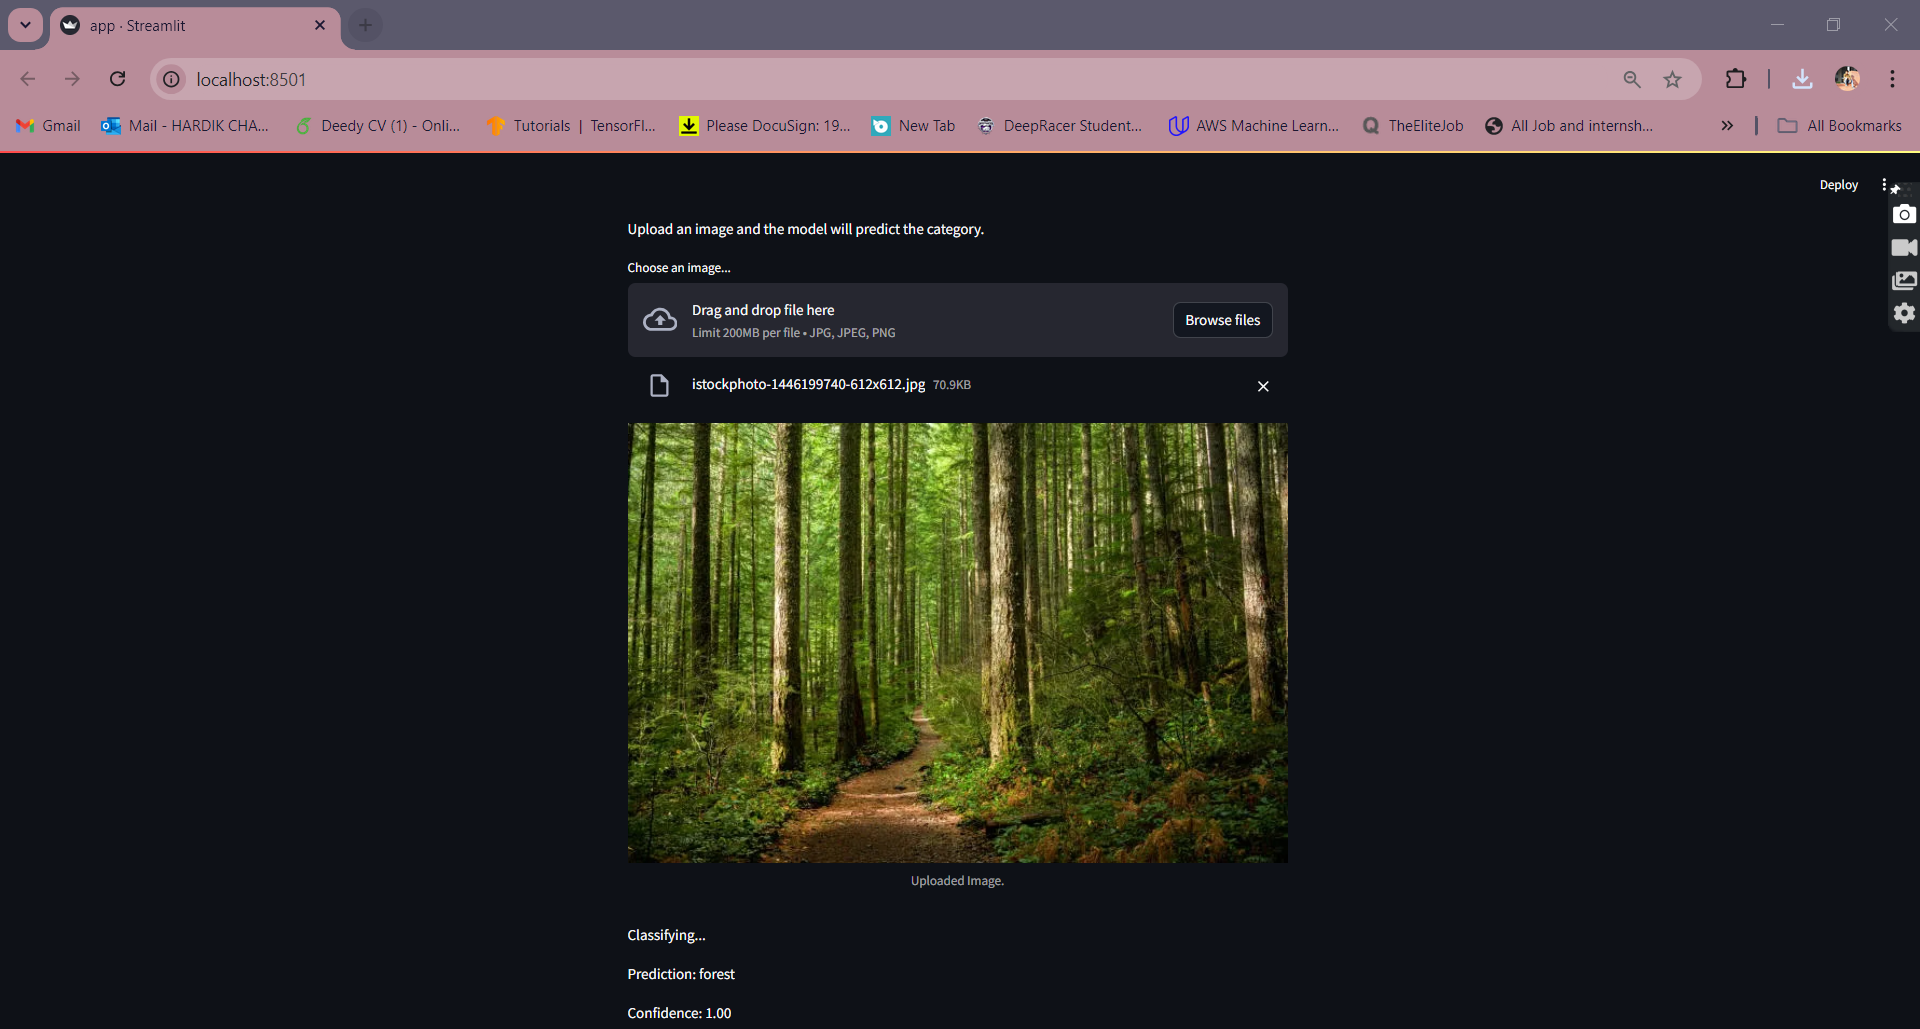 app · Streamlit
localhost:8501
Gmail
Mail - HARDIK CHA...
Deedy CV (1) - Onli...
Tutorials | TensorFl...
Please DocuSign: 19...
New Tab
DeepRacer Student...
AWS Machine Learn...
TheEliteJob
All Job and internsh...
All Bookmarks
Deploy
Upload an image and the model will predict the category.
Choose an image...
Drag and drop file here
Limit 200MB per file • JPG, JPEG, PNG
Browse files
istockphoto-1446199740-612x612.jpg 70.9KB
Uploaded Image.
Classifying...
Prediction: forest
Confidence: 1.00